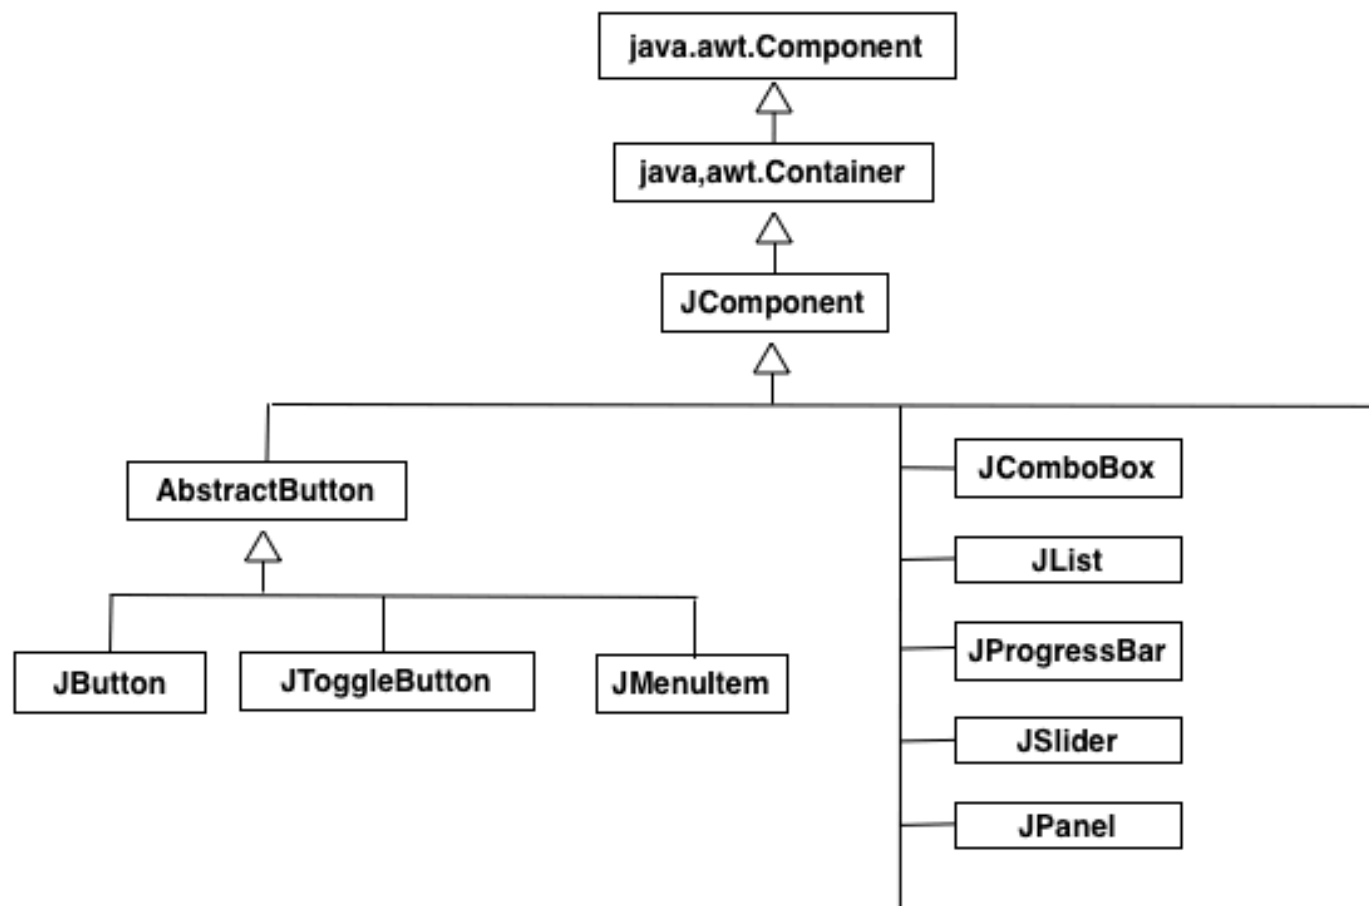 java.awt.Component
java,awt.Container
JComponent
AbstractButton
JButton
JToggleButton
JMenuItem
JComboBox
JList
JProgressBar
JSlider
JPanel